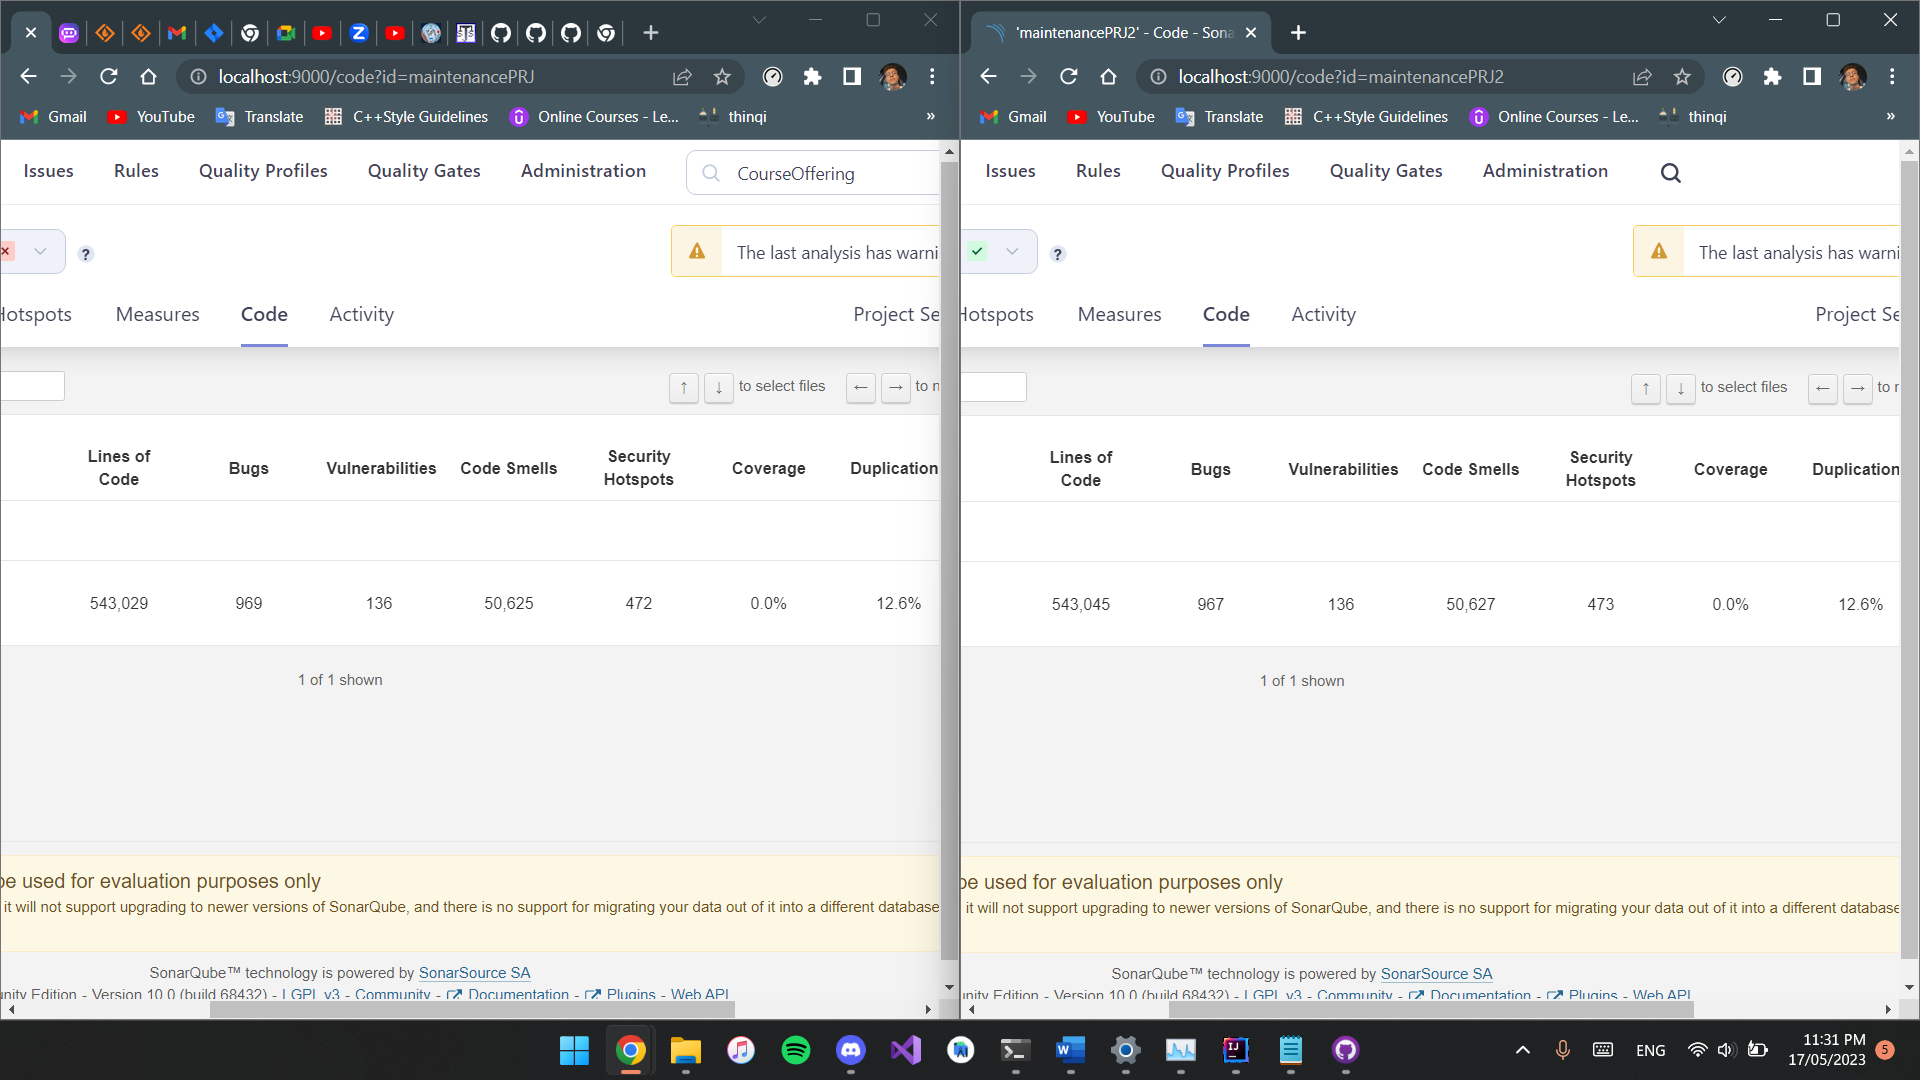 localhost:9000/code?id=maintenancePRJ
Gmail YouTube Translate C++Style Guidelines Online Courses - Le... thinqi »
Issues Rules Quality Profiles Quality Gates Administration CourseOffering
? The last analysis has warni
Hotspots Measures Code Activity Project Se
↑ ↓ to select files ← → to n
Lines of Code Bugs Vulnerabilities Code Smells Security Hotspots Coverage Duplication
543,029 969 136 50,625 472 0.0% 12.6%
1 of 1 shown
be used for evaluation purposes only
it will not support upgrading to newer versions of SonarQube, and there is no support for migrating your data out of it into a different database
SonarQube™ technology is powered by SonarSource SA
nity Edition - Version 10.0 (build 68432) - LGPL v3 - Community - Documentation - Plugins - Web API
'maintenancePRJ2' - Code - Sona
localhost:9000/code?id=maintenancePRJ2
Gmail YouTube Translate C++Style Guidelines Online Courses - Le... thinqi »
Issues Rules Quality Profiles Quality Gates Administration
? The last analysis has warni
Hotspots Measures Code Activity Project Se
↑ ↓ to select files ← → to r
Lines of Code Bugs Vulnerabilities Code Smells Security Hotspots Coverage Duplication
543,045 967 136 50,627 473 0.0% 12.6%
1 of 1 shown
be used for evaluation purposes only
it will not support upgrading to newer versions of SonarQube, and there is no support for migrating your data out of it into a different database
SonarQube™ technology is powered by SonarSource SA
unity Edition - Version 10.0 (build 68432) - LGPL v3 - Community - Documentation - Plugins - Web API
ENG 11:31 PM 5
17/05/2023